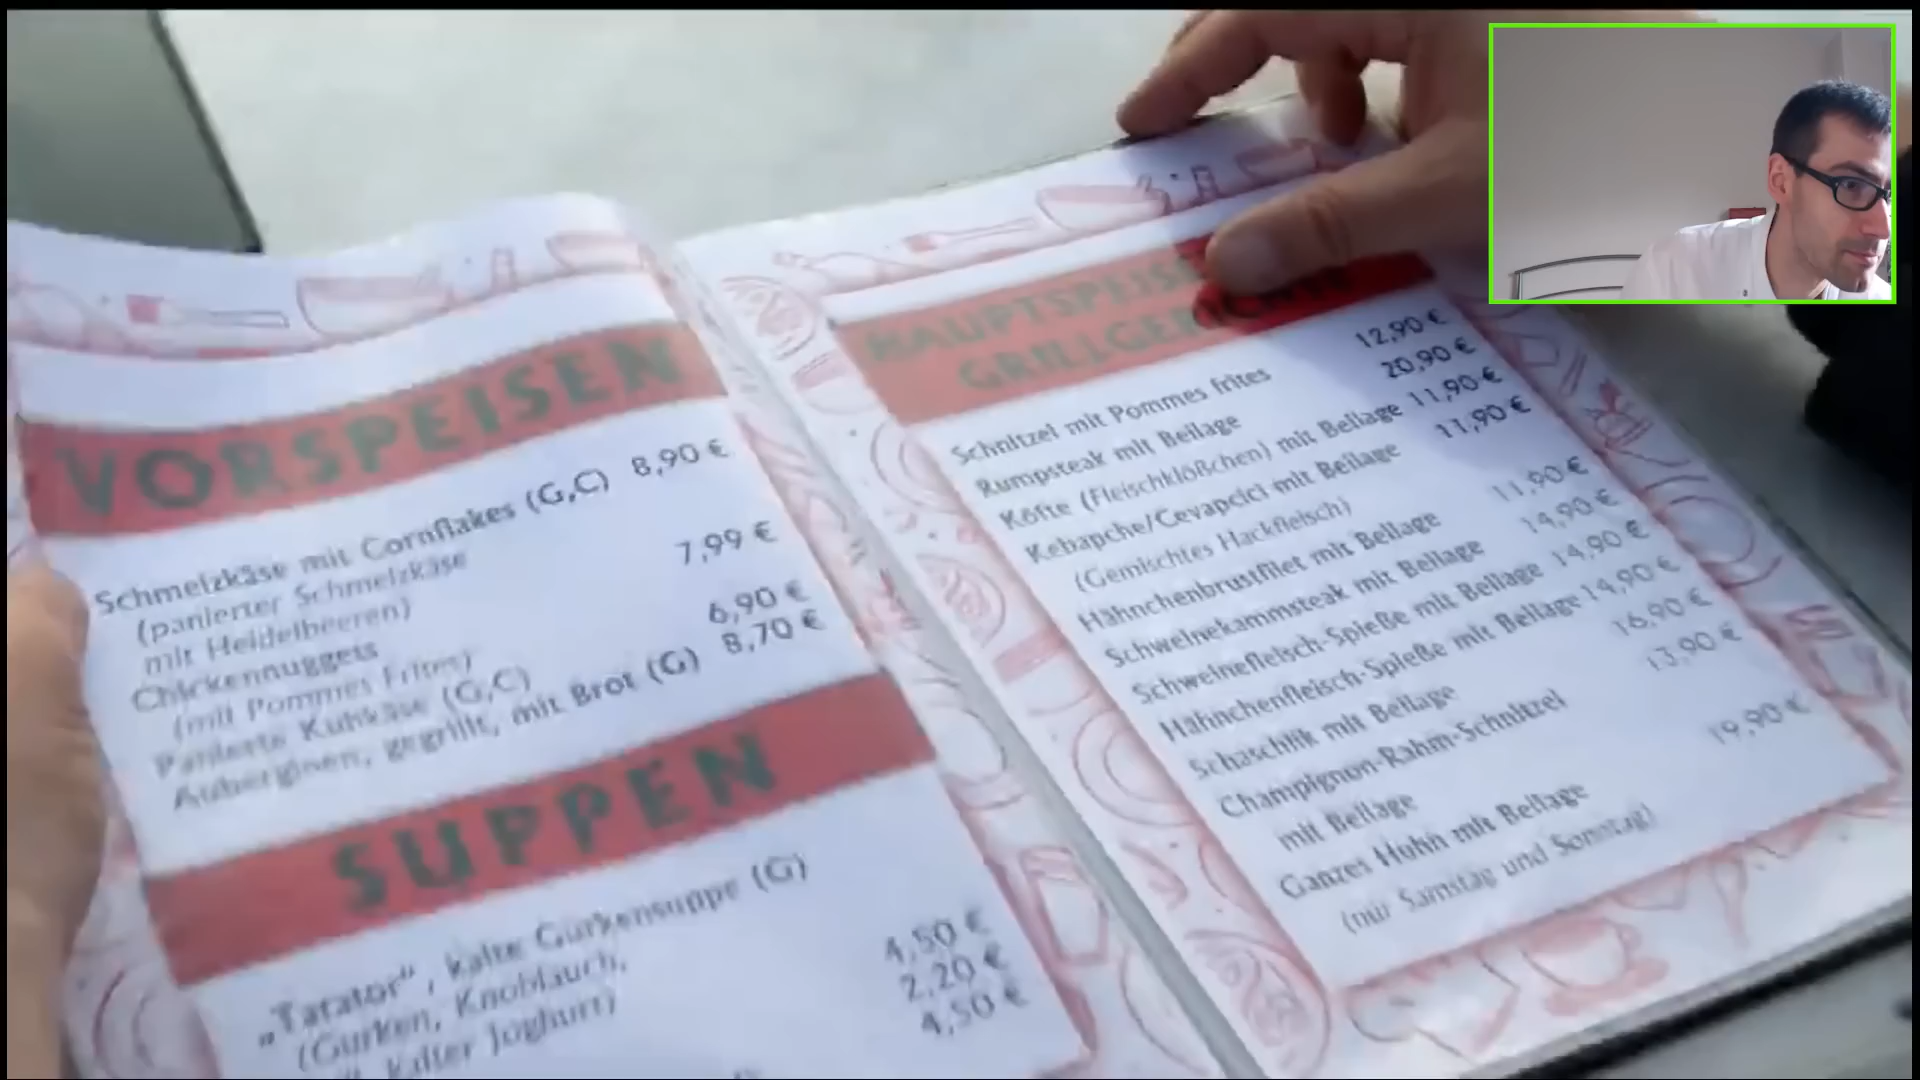 VORSPEISEN
Schmelzkäse mit Cornflakes (G,C) 8,90 €
(panierter Schmelzkäse
mit Heidelbeeren)
Chickennuggets 7,99 €
(mit Pommes Frites)
Panierte Kuhkäse (G,C) 6,90 €
Auberginen, gegrillt, mit Brot (G) 8,70 €
SUPPEN
„Tarator“, kalte Gurkensuppe (G)
(Gurken, Knoblauch, 4,50 €
kalter Joghurt) 2,20 €
4,50 €
HAUPTSPEISE
GRILLGERICHTE
Schnitzel mit Pommes frites 12,90 €
Rumpsteak mit Beilage 20,90 €
Köfte (Fleischklößchen) mit Beilage 11,90 €
Kebapche/Cevapcici mit Beilage 11,90 €
(Gemischtes Hackfleisch)
Hähnchenbrustfilet mit Beilage 11,90 €
Schweinekammsteak mit Beilage 14,90 €
Schweinefleisch-Spieße mit Beilage 14,90 €
Hähnchenfleisch-Spieße mit Beilage 14,90 €
Schaschlik mit Beilage 16,90 €
Champignon-Rahm-Schnitzel 13,90 €
mit Beilage
Ganzes Huhn mit Beilage 19,90 €
(nur Samstag und Sonntag)